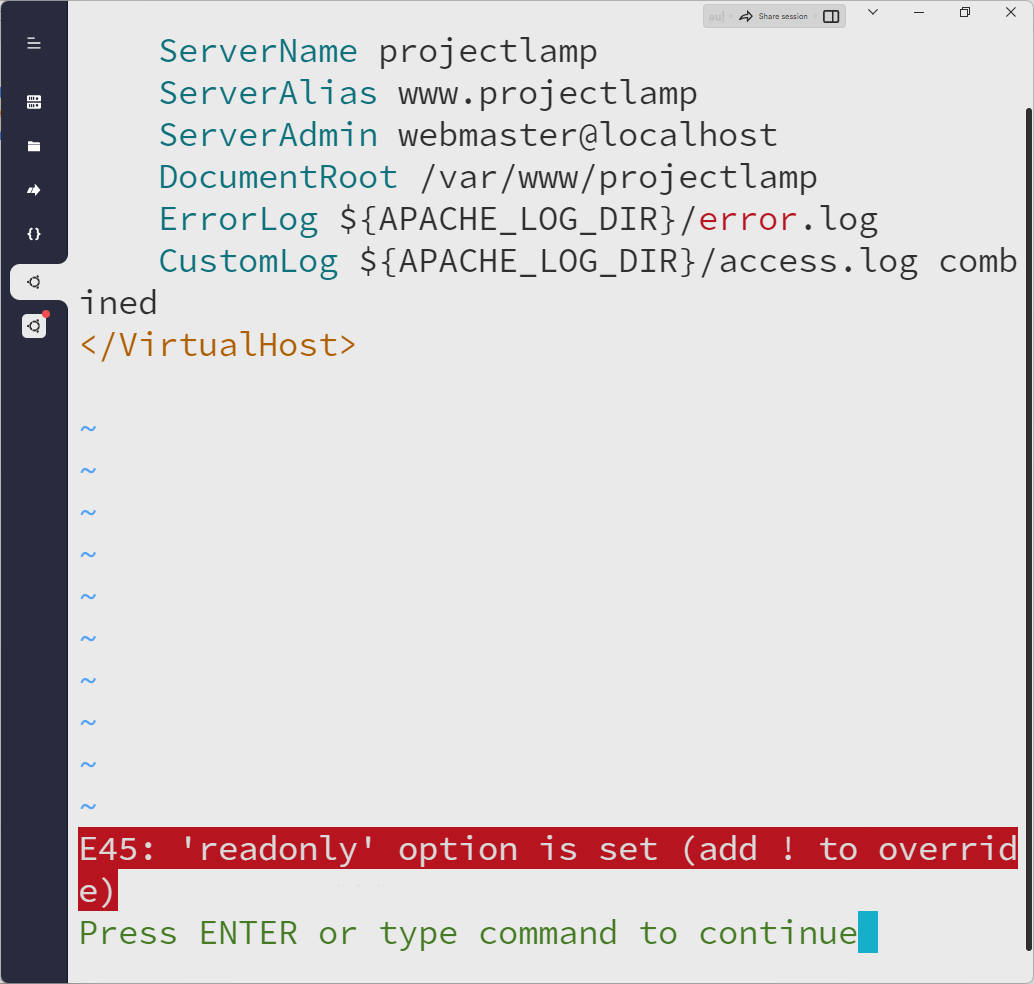 Share session
ServerName projectlamp
ServerAlias www.projectlamp
ServerAdmin webmaster@localhost
DocumentRoot /var/www/projectlamp
ErrorLog ${APACHE_LOG_DIR}/error.log
CustomLog ${APACHE_LOG_DIR}/access.log comb
ined
</VirtualHost>
~
~
~
~
~
~
~
~
~
~
E45: 'readonly' option is set (add ! to overrid
e)
Press ENTER or type command to continue